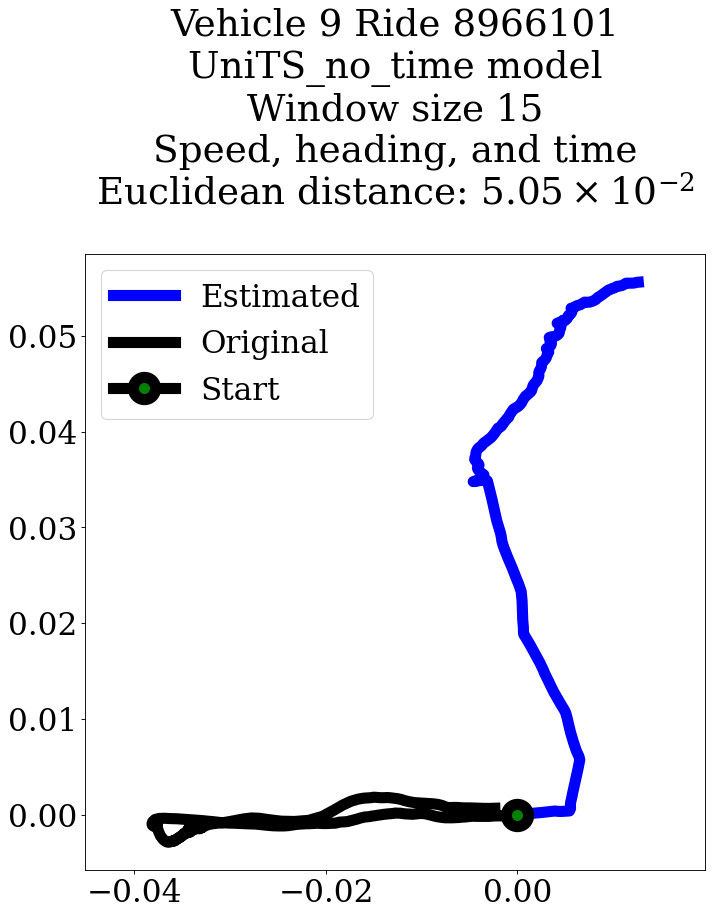 Vehicle 9 Ride 8966101
UniTS_no_time model
Window size 15
Speed, heading, and time
Euclidean distance: 5.05 × 10⁻²
Estimated
Original
Start
0.05
0.04
0.03
0.02
0.01
0.00
−0.04 −0.02 0.00